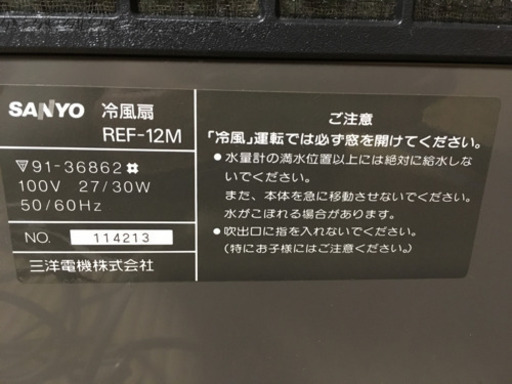 SANYO 冷風扇
REF-12M
▽91-36862
100V 27/30W
50/60Hz
NO. 114213
三洋電機株式会社
ご注意
「冷風」運転では必ず窓を開けてください。
●水量計の満水位置以上には絶対に給水しな
いでください。
また、本体を急に移動させないでください。
水がこぼれる場合があります。
●吹出口に指を入れないでください。
(特にお子様にはご注意ください。)